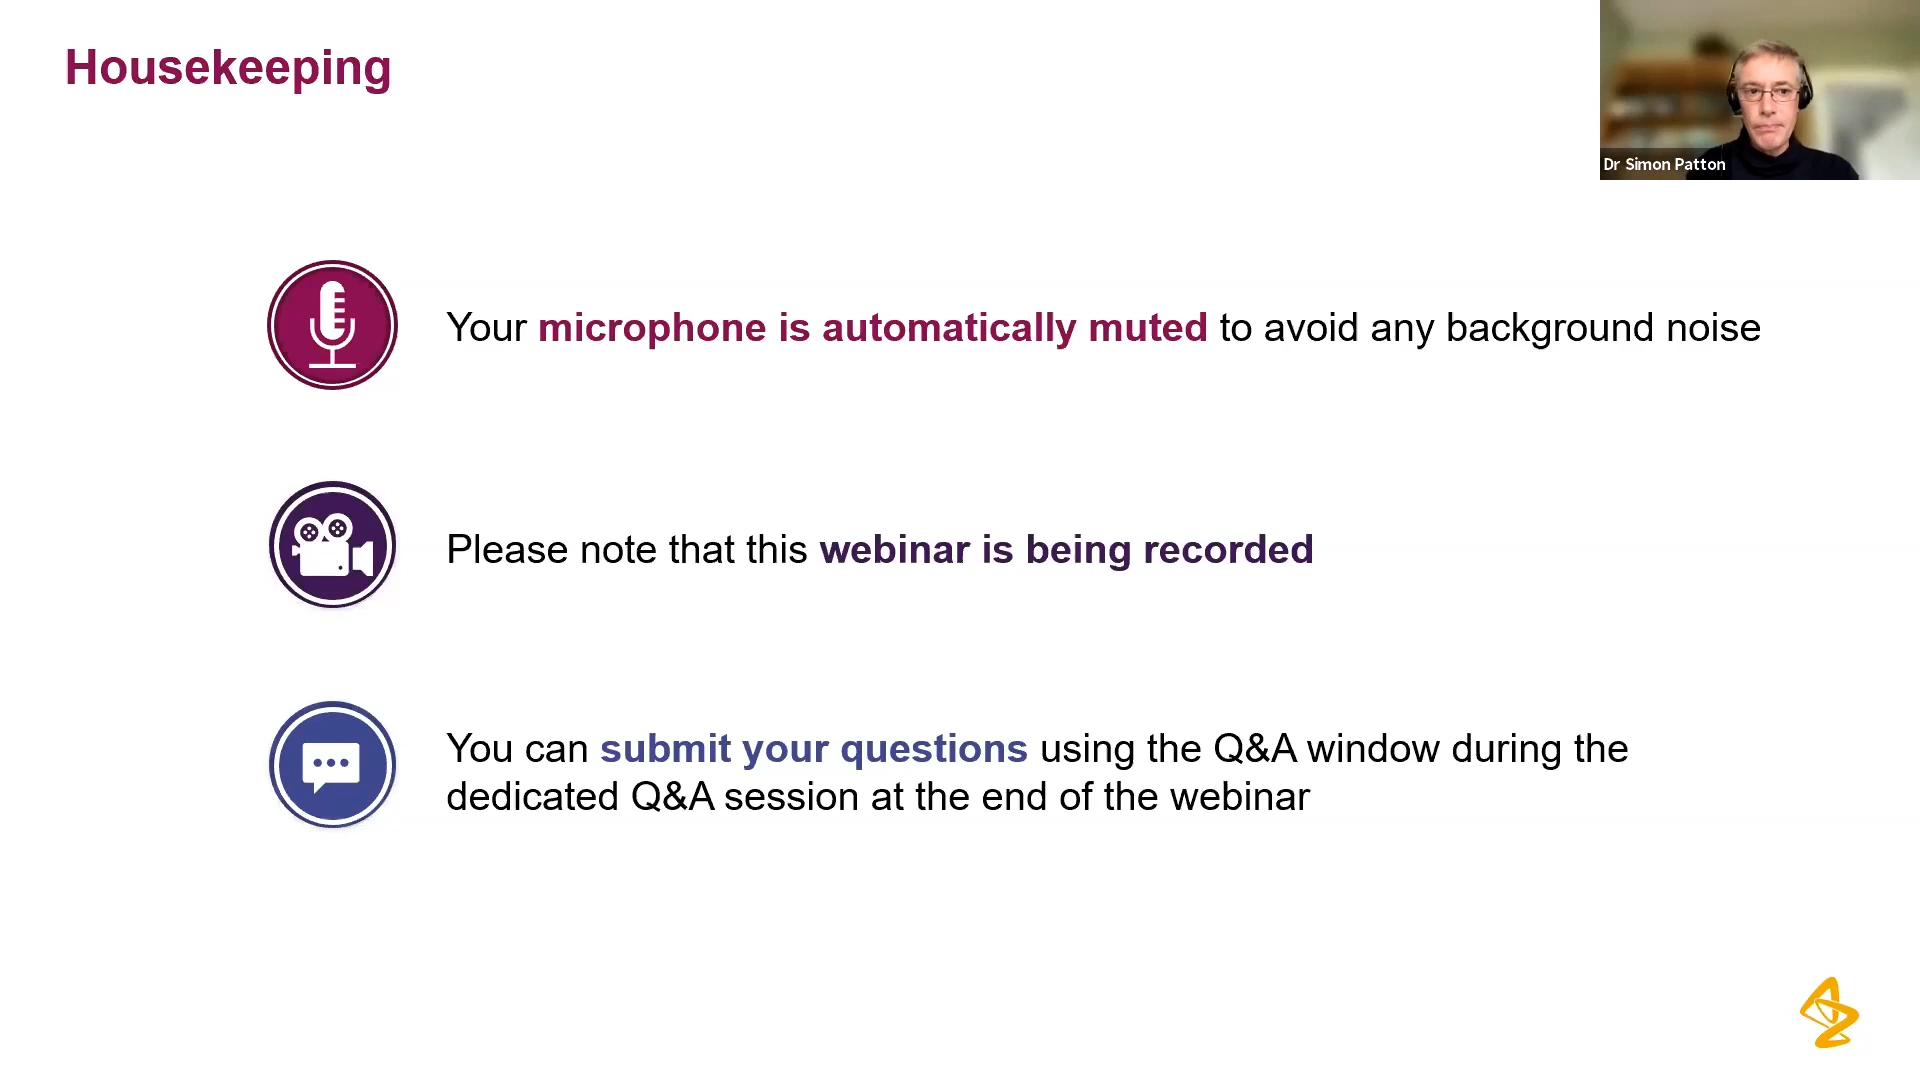 Housekeeping
Dr Simon Patton
Your microphone is automatically muted to avoid any background noise
Please note that this webinar is being recorded
You can submit your questions using the Q&A window during the
dedicated Q&A session at the end of the webinar